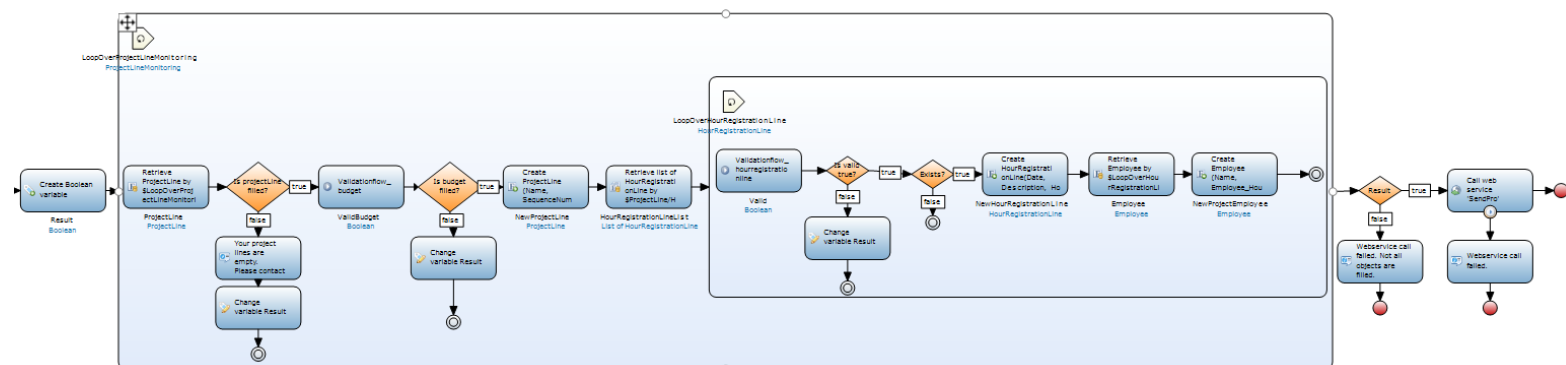 LoopOverProjectLineMonitoring
ProjectLineMonitoring
LoopOverHourRegistrationLine
HourRegistrationLine
Create Boolean
variable
Result
Boolean
Retrieve
ProjectLine by
$LoopOverProj
ectLineMonitori
ProjectLine
ProjectLine
Is projectLine
filled?
true
false
Your project
lines are
empty.
Please contact
Change
variable Result
Validationflow_
budget
ValidBudget
Boolean
Is budget
filled?
true
false
Change
variable Result
Create
ProjectLine
(Name,
SequenceNum
NewProjectLine
ProjectLine
Retrieve list of
HourRegistrati
onLine by
$ProjectLine/H
HourRegistrationLineList
List of HourRegistrationLine
Validationflow_
hourregistratio
nline
Valid
Boolean
Is valid
true?
true
false
Change
variable Result
Exists?
true
false
Create
HourRegistrati
onLine(Date,
Description, Ho
NewHourRegistrationLine
HourRegistrationLine
Retrieve
Employee by
$LoopOverHou
rRegistrationLi
Employee
Employee
Create
Employee
(Name,
Employee_Hou
NewProjectEmployee
Employee
Result
true
false
Webservice call
failed. Not all
objects are
filled.
Call web
service
'SendPro'
Webservice call
failed.